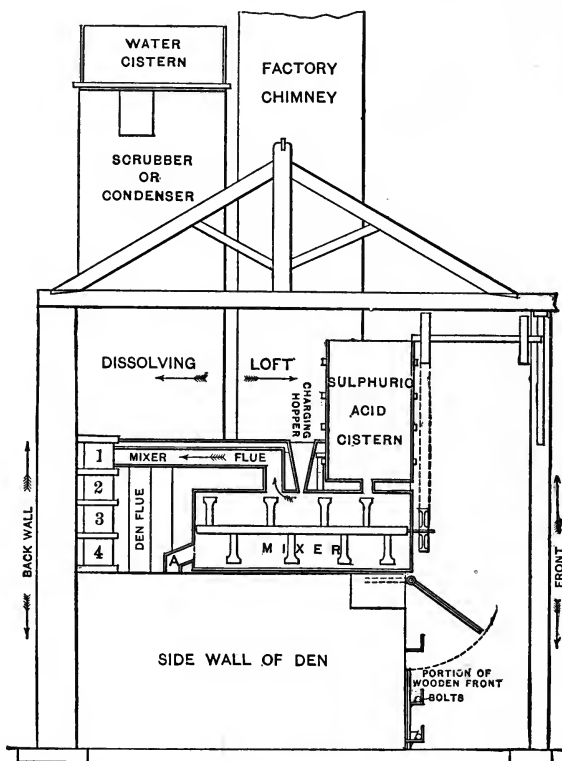 WATER
CISTERN
FACTORY
CHIMNEY
SCRUBBER
OR
CONDENSER
DISSOLVING LOFT
CHARGING
HOPPER
SULPHURIC
ACID
CISTERN
1
MIXER FLUE
2
3
4
DEN FLUE
A
MIXER
BACK WALL
FRONT
SIDE WALL OF DEN
PORTION OF
WOODEN FRONT
BOLTS